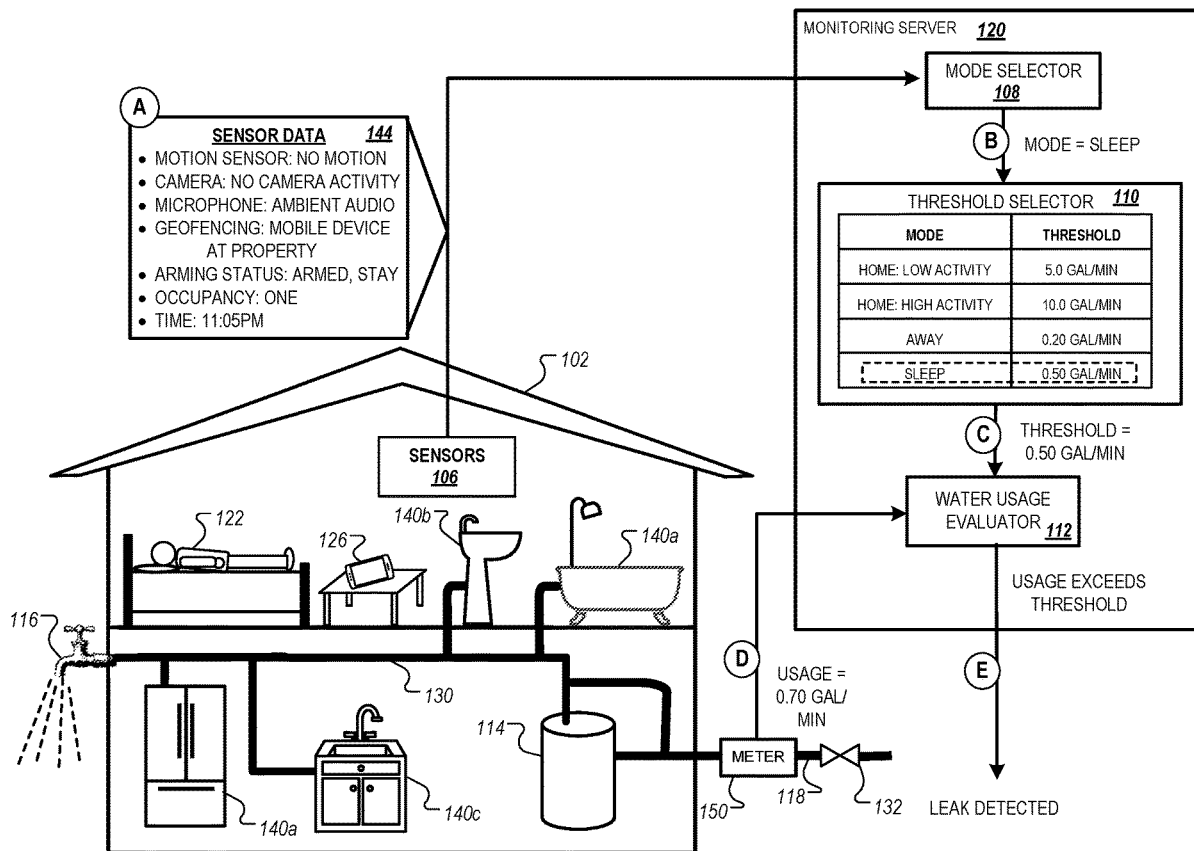 MONITORING SERVER 120
MODE SELECTOR
108
A
SENSOR DATA 144
• MOTION SENSOR: NO MOTION
• CAMERA: NO CAMERA ACTIVITY
• MICROPHONE: AMBIENT AUDIO
• GEOFENCING: MOBILE DEVICE
AT PROPERTY
• ARMING STATUS: ARMED, STAY
• OCCUPANCY: ONE
• TIME: 11:05PM
B
MODE = SLEEP
THRESHOLD SELECTOR 110
MODE THRESHOLD
HOME: LOW ACTIVITY 5.0 GAL/MIN
HOME: HIGH ACTIVITY 10.0 GAL/MIN
AWAY 0.20 GAL/MIN
SLEEP 0.50 GAL/MIN
C
THRESHOLD =
0.50 GAL/MIN
WATER USAGE
EVALUATOR 112
USAGE EXCEEDS
THRESHOLD
D
USAGE =
0.70 GAL/
MIN
E
LEAK DETECTED
102
SENSORS
106
122
126
140b
140a
116
130
114
140a
140c
METER
150
118
132